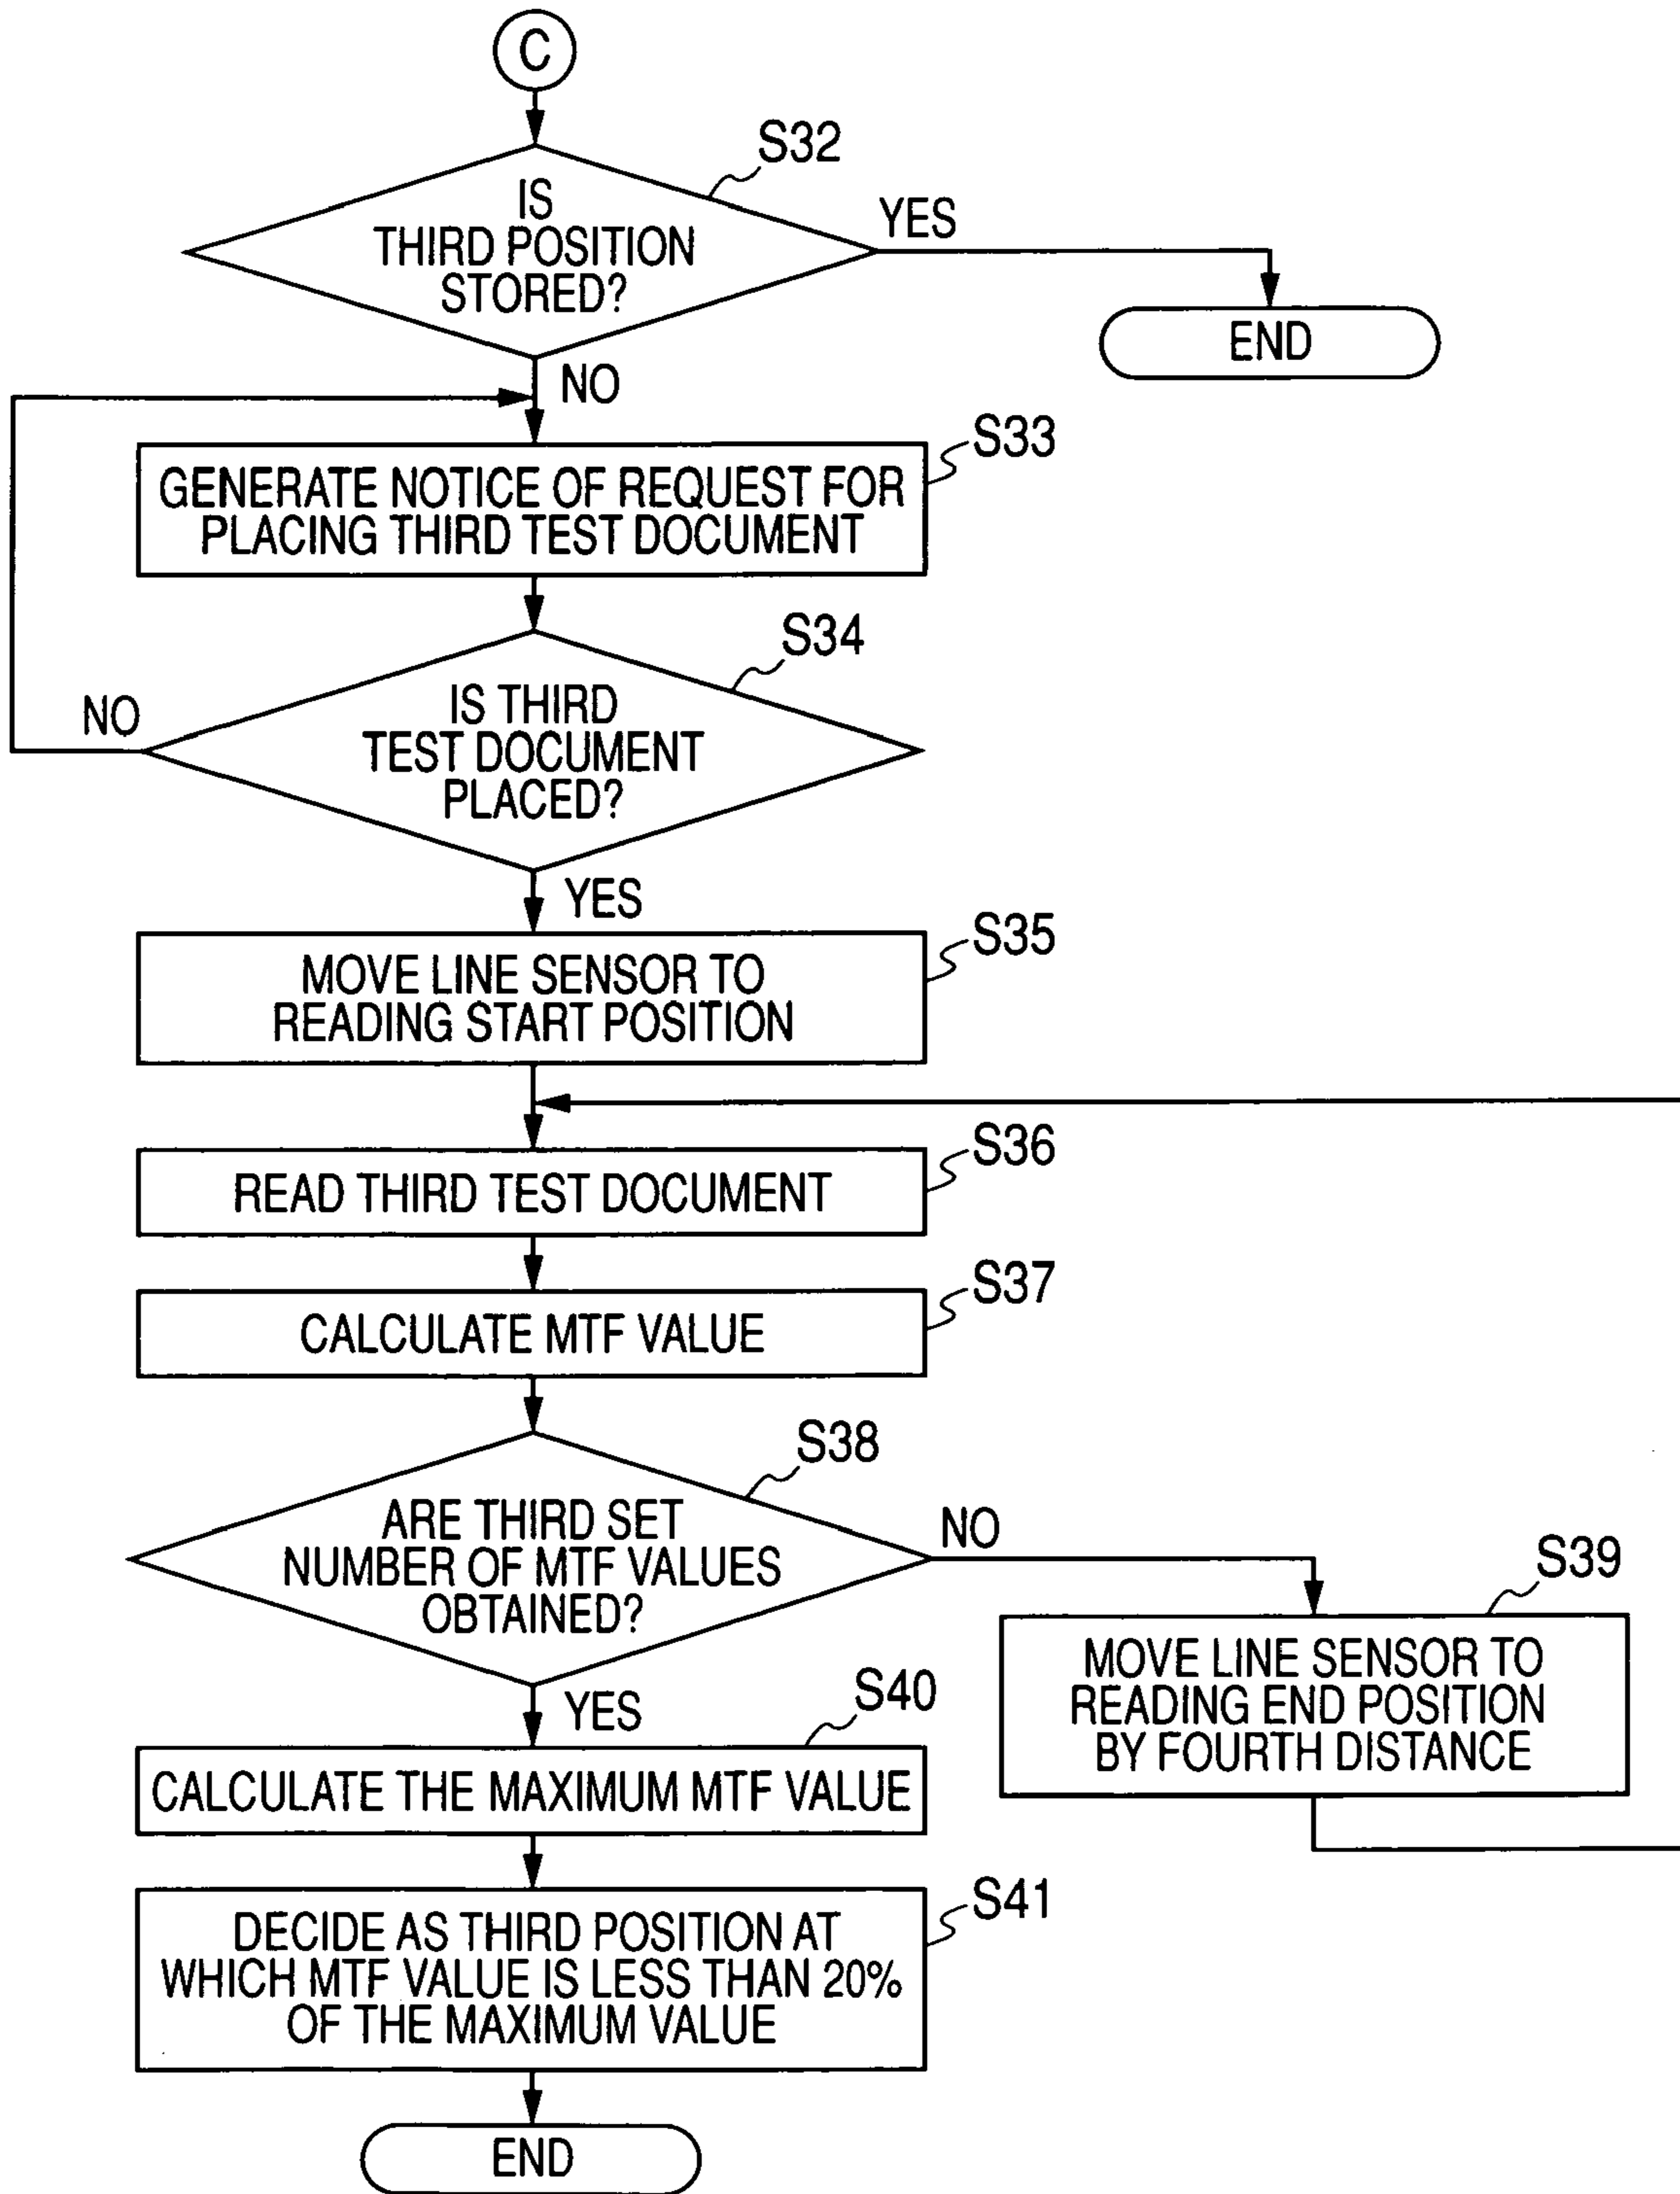 C
S32
IS
THIRD POSITION
STORED?
YES
END
NO
S33
GENERATE NOTICE OF REQUEST FOR
PLACING THIRD TEST DOCUMENT
S34
IS THIRD
TEST DOCUMENT
PLACED?
NO
YES
S35
MOVE LINE SENSOR TO
READING START POSITION
S36
READ THIRD TEST DOCUMENT
S37
CALCULATE MTF VALUE
S38
ARE THIRD SET
NUMBER OF MTF VALUES
OBTAINED?
NO
S39
MOVE LINE SENSOR TO
READING END POSITION
BY FOURTH DISTANCE
YES
S40
CALCULATE THE MAXIMUM MTF VALUE
S41
DECIDE AS THIRD POSITION AT
WHICH MTF VALUE IS LESS THAN 20%
OF THE MAXIMUM VALUE
END